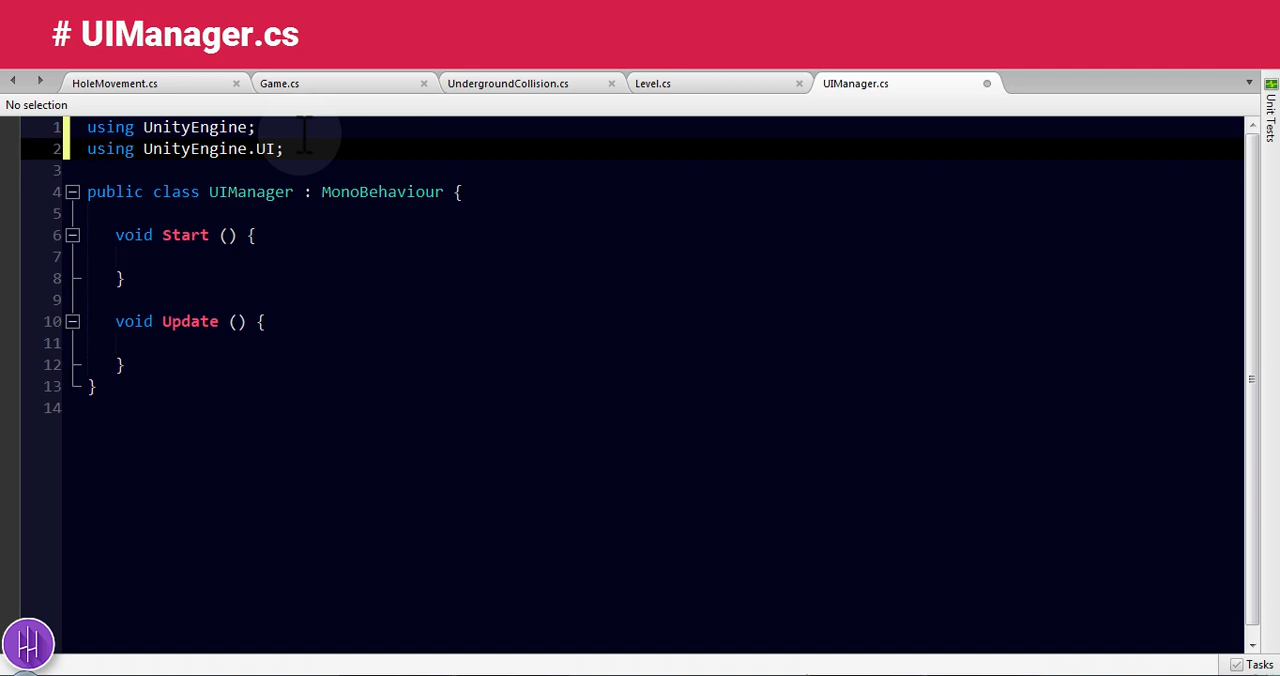 # UIManager.cs
HoleMovement.cs Game.cs UndergroundCollision.cs Level.cs UIManager.cs
No selection
1 using UnityEngine;
2 using UnityEngine.UI;
3
4 public class UIManager : MonoBehaviour {
5
6 void Start () {
7
8 }
9
10 void Update () {
11
12 }
13 }
14
Unit Tests
Tasks